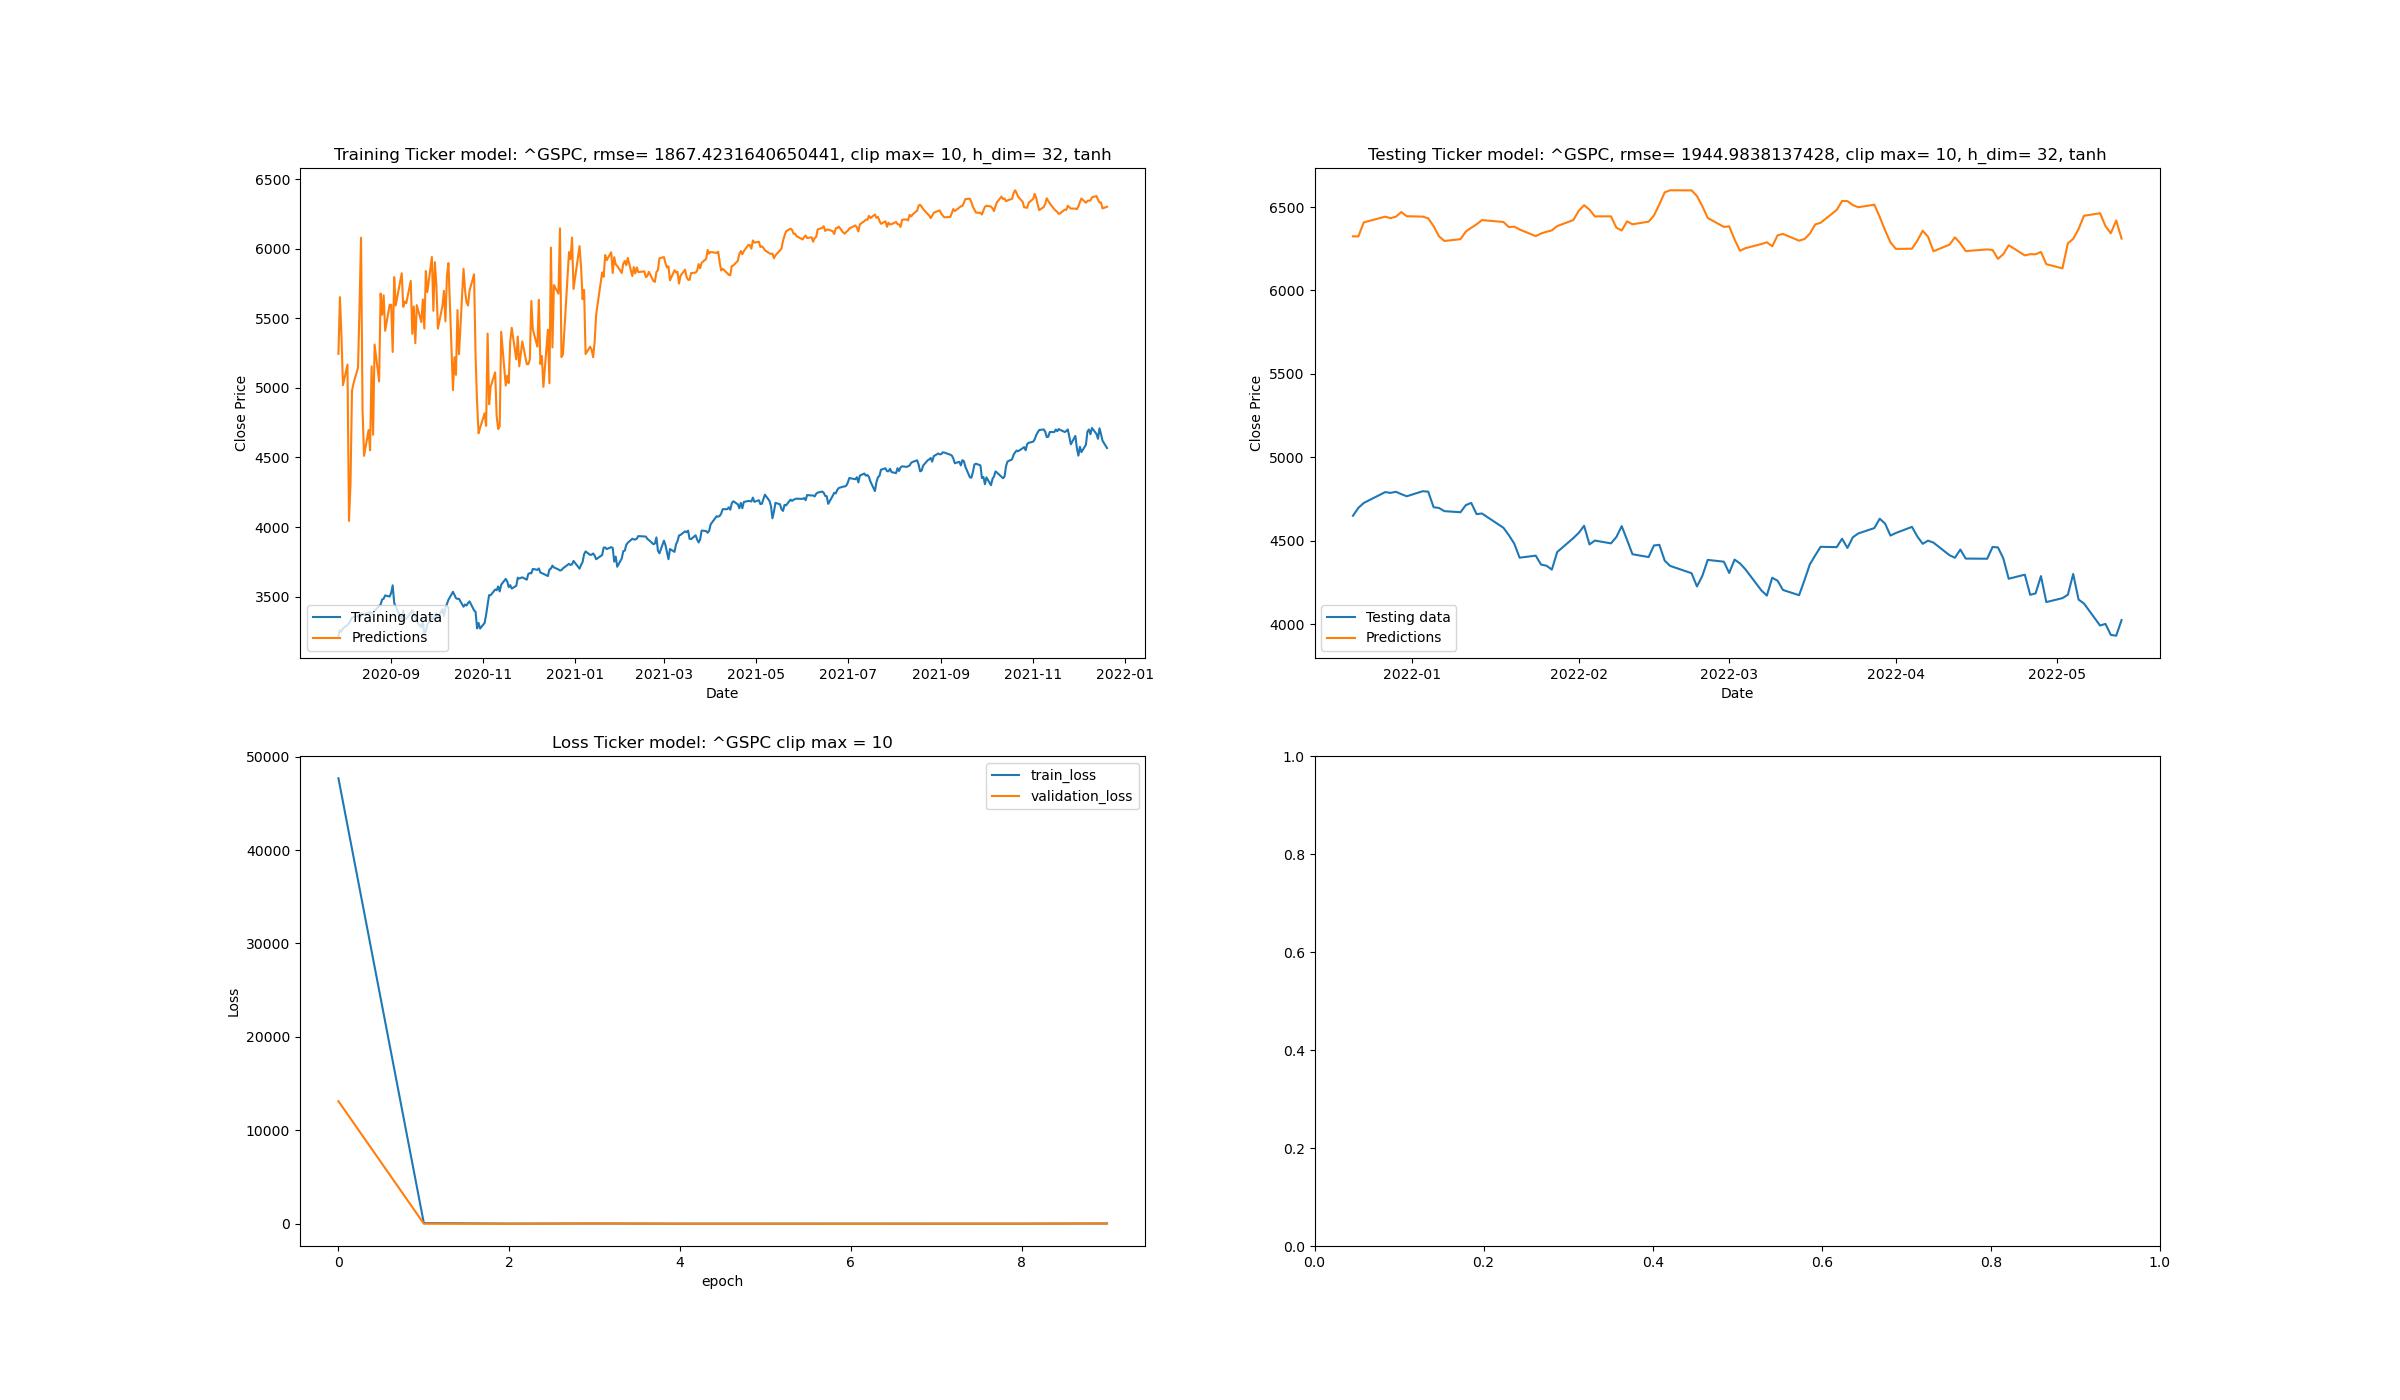 Training Ticker model: ^GSPC, rmse= 1867.4231640650441, clip max= 10, h_dim= 32, tanh
6500
6000
5500
5000
4500
4000
3500
Close Price
Training data
Predictions
2020-09 2020-11 2021-01 2021-03 2021-05 2021-07 2021-09 2021-11 2022-01
Date
Testing Ticker model: ^GSPC, rmse= 1944.9838137428, clip max= 10, h_dim= 32, tanh
6500
6000
5500
5000
4500
4000
Close Price
Testing data
Predictions
2022-01 2022-02 2022-03 2022-04 2022-05
Date
Loss Ticker model: ^GSPC clip max = 10
50000
40000
30000
20000
10000
0
Loss
train_loss
validation_loss
0 2 4 6 8
epoch
1.0
0.8
0.6
0.4
0.2
0.0
0.0 0.2 0.4 0.6 0.8 1.0